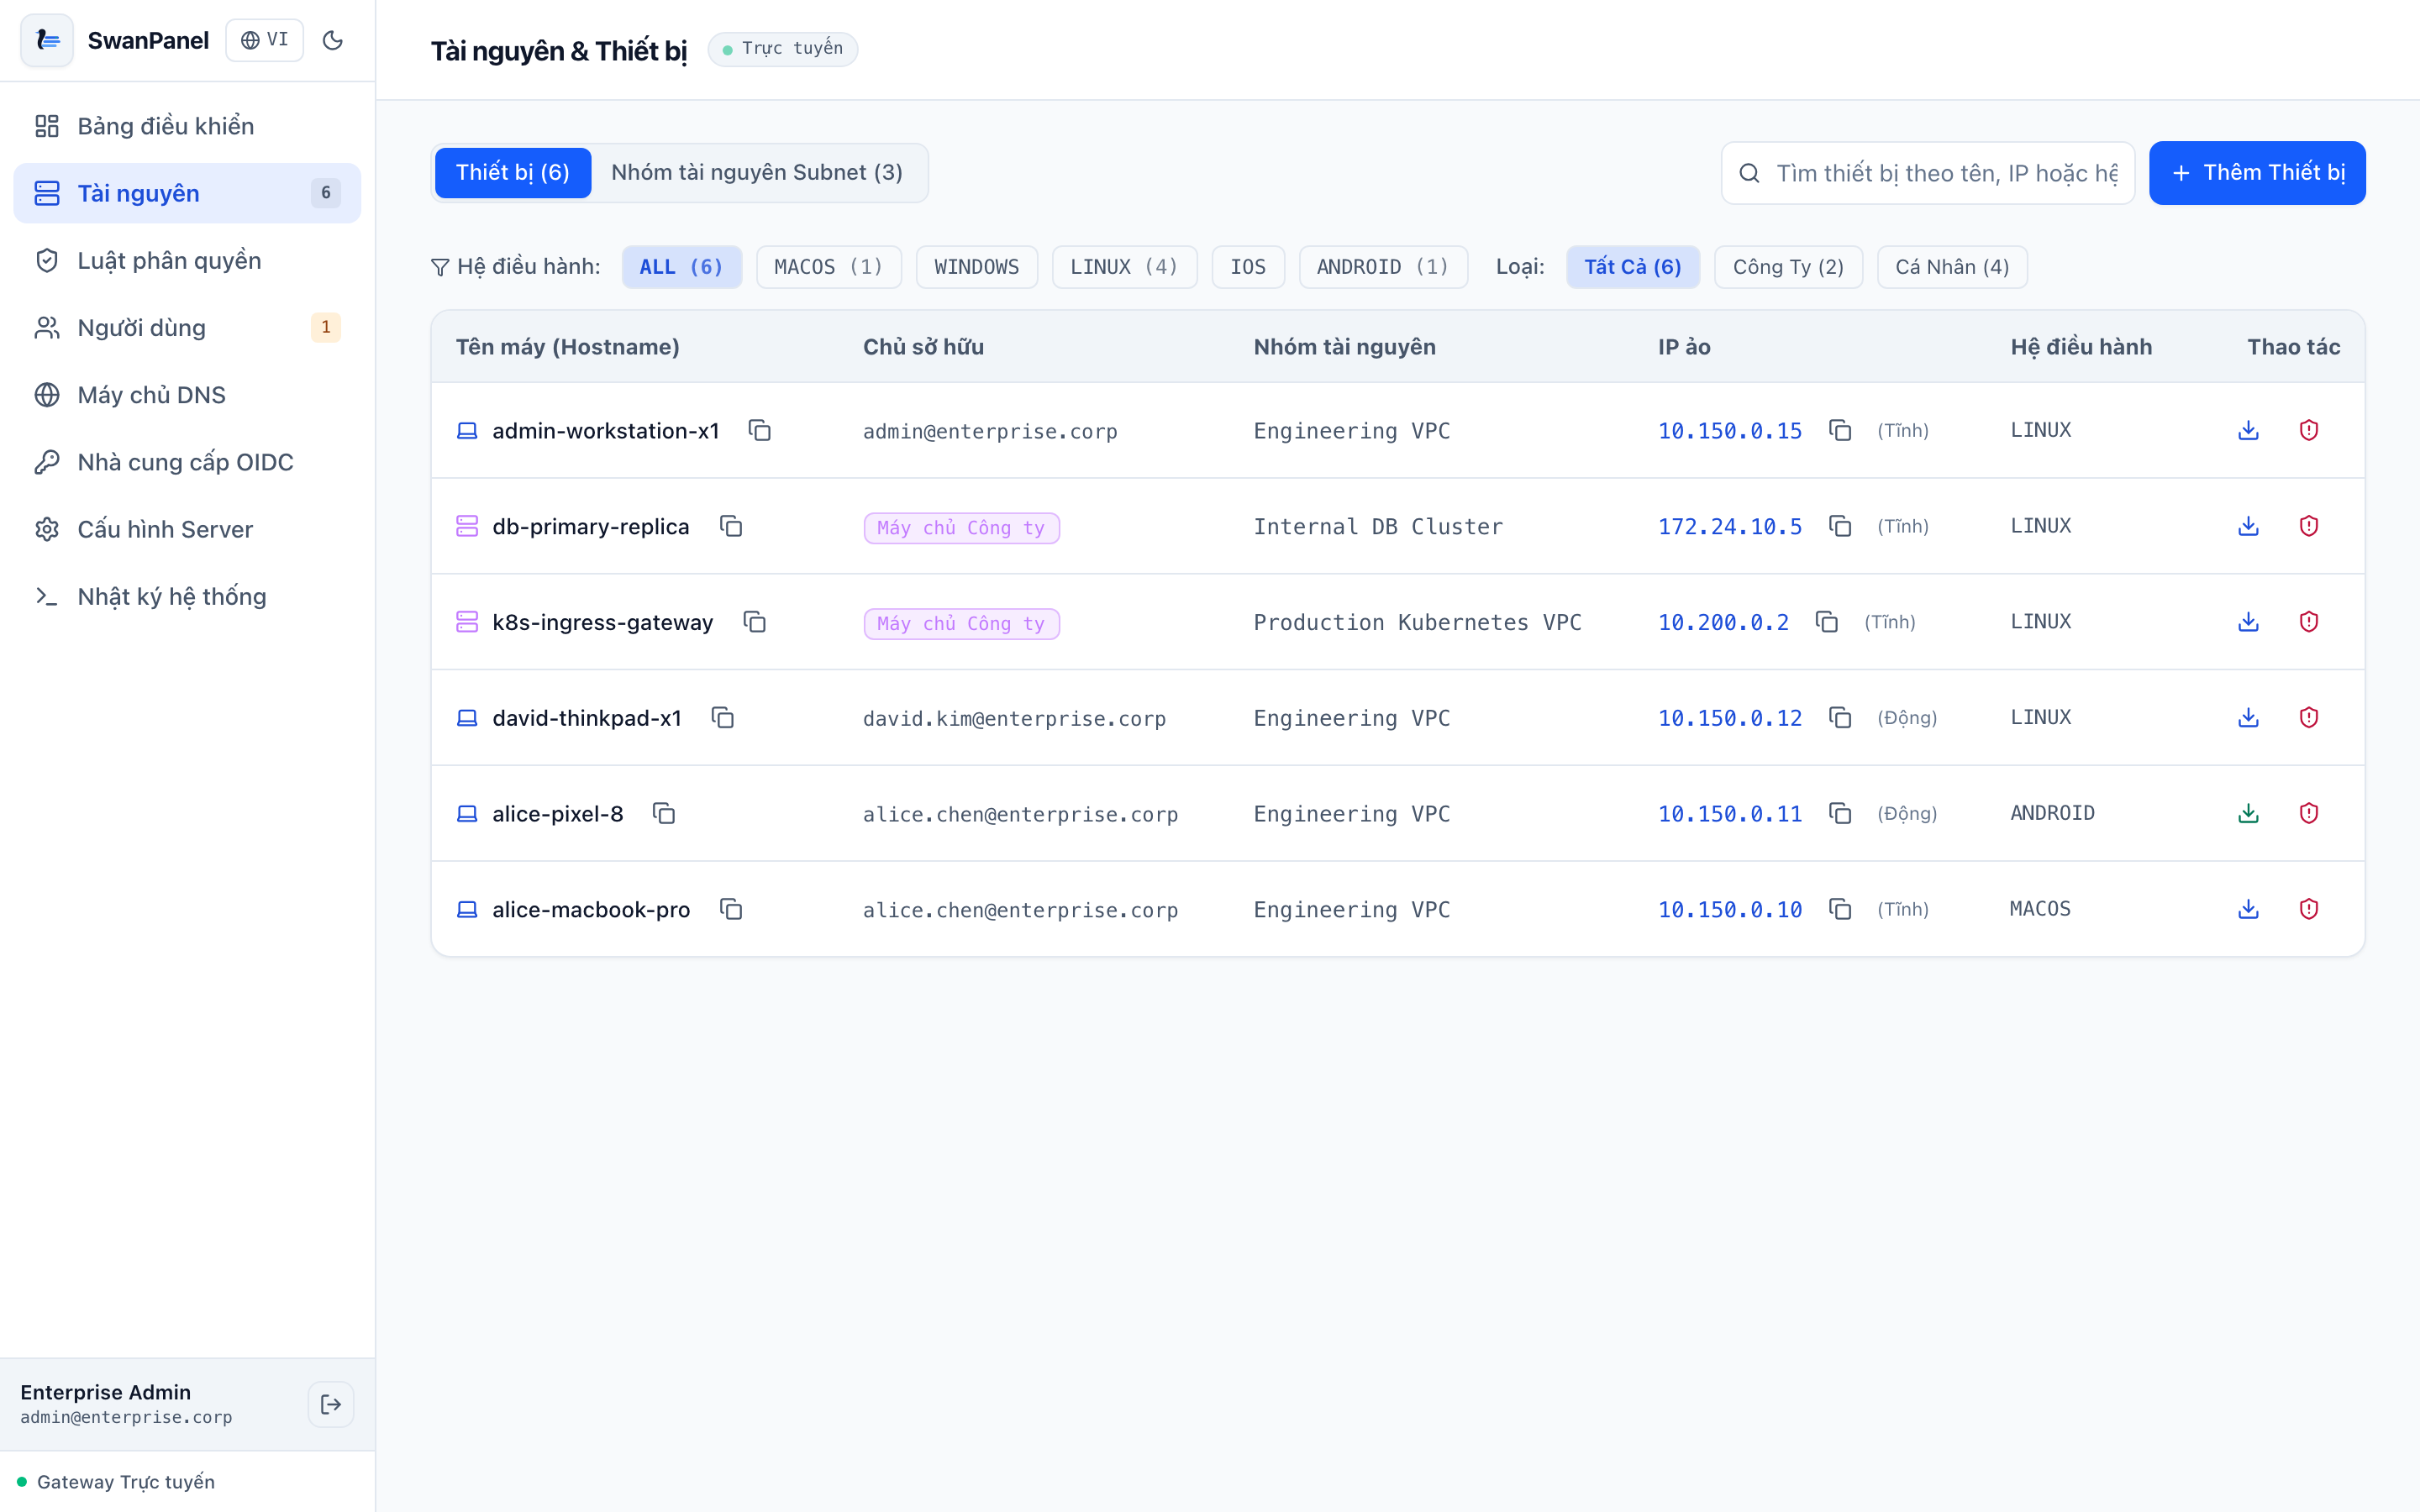 SwanPanel
VI
Bảng điều khiển
Tài nguyên 6
Luật phân quyền
Người dùng 1
Máy chủ DNS
Nhà cung cấp OIDC
Cấu hình Server
Nhật ký hệ thống
Enterprise Admin
admin@enterprise.corp
Gateway Trực tuyến
Tài nguyên & Thiết bị
Trực tuyến
Thiết bị (6) Nhóm tài nguyên Subnet (3)
Tìm thiết bị theo tên, IP hoặc hệ
Thêm Thiết bị
Hệ điều hành: ALL (6) MACOS (1) WINDOWS LINUX (4) IOS ANDROID (1) Loại: Tất Cả (6) Công Ty (2) Cá Nhân (4)
Tên máy (Hostname) Chủ sở hữu Nhóm tài nguyên IP ảo Hệ điều hành Thao tác
admin-workstation-x1 admin@enterprise.corp Engineering VPC 10.150.0.15 (Tĩnh) LINUX
db-primary-replica Máy chủ Công ty Internal DB Cluster 172.24.10.5 (Tĩnh) LINUX
k8s-ingress-gateway Máy chủ Công ty Production Kubernetes VPC 10.200.0.2 (Tĩnh) LINUX
david-thinkpad-x1 david.kim@enterprise.corp Engineering VPC 10.150.0.12 (Động) LINUX
alice-pixel-8 alice.chen@enterprise.corp Engineering VPC 10.150.0.11 (Động) ANDROID
alice-macbook-pro alice.chen@enterprise.corp Engineering VPC 10.150.0.10 (Tĩnh) MACOS